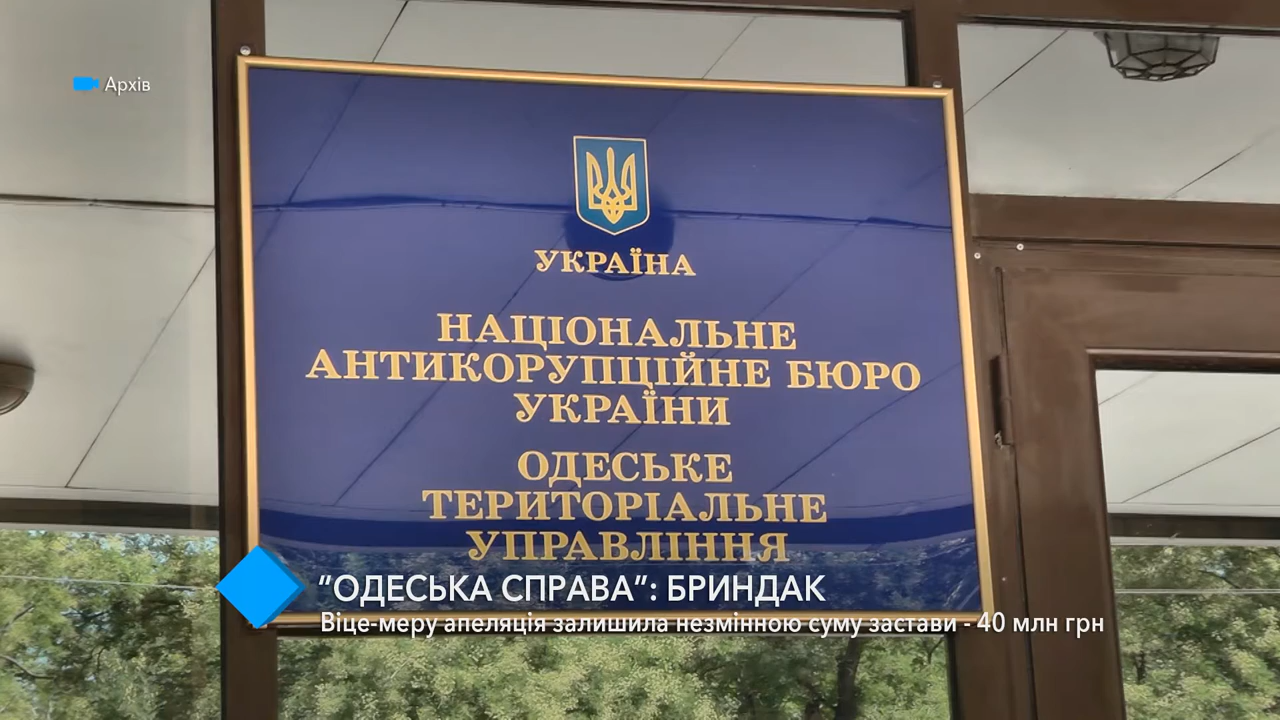 Архів
УКРАЇНА
НАЦІОНАЛЬНЕ
АНТИКОРУПЦІЙНЕ БЮРО
УКРАЇНИ
ОДЕСЬКЕ
ТЕРИТОРІАЛЬНЕ
УПРАВЛІННЯ
“ОДЕСЬКА СПРАВА”: БРИНДАК
Віце-меру апеляція залишила незмінною суму застави - 40 млн грн